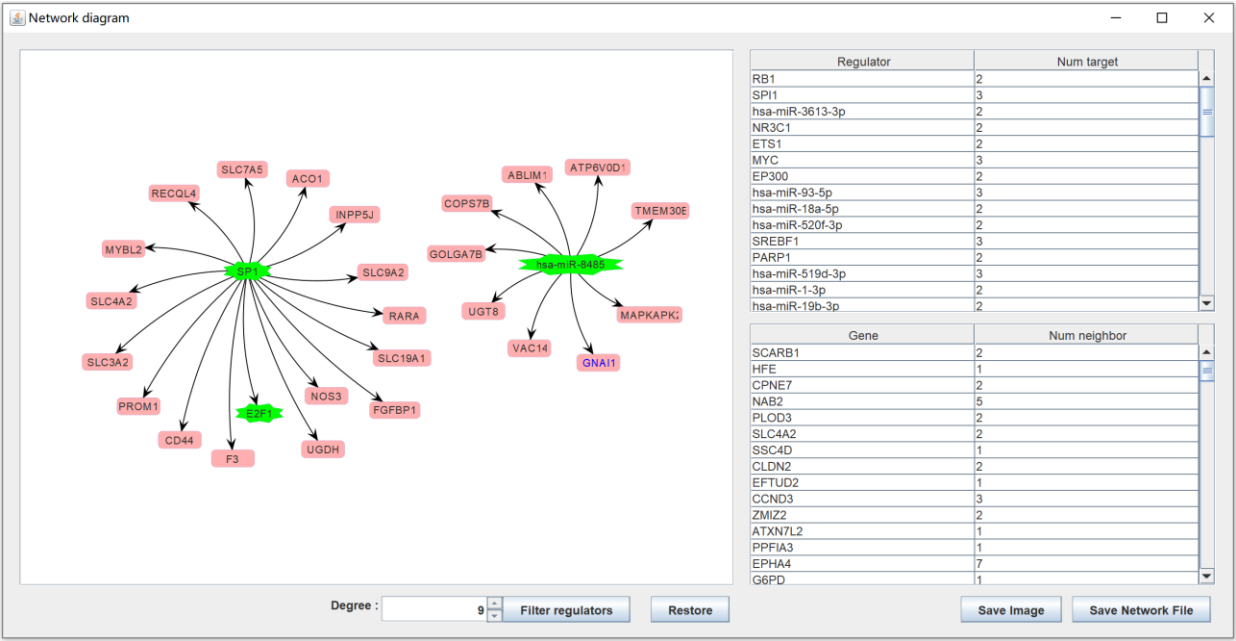 Network diagram
SLC7A5
ACO1
RECQL4
INPP5J
MYBL2
SP1
SLC9A2
SLC4A2
RARA
SLC3A2
SLC19A1
PROM1
NOS3
E2F1
FGFBP1
CD44
F3
UGDH
ABLIM1
ATP6V0D1
COPS7B
TMEM30B
GOLGA7B
hsa-miR-8485
UGT8
MAPKAPK2
VAC14
GNAI1
Regulator Num target
RB1 2
SPI1 3
hsa-miR-3613-3p 2
NR3C1 2
ETS1 2
MYC 3
EP300 2
hsa-miR-93-5p 3
hsa-miR-18a-5p 2
hsa-miR-520f-3p 2
SREBF1 3
PARP1 2
hsa-miR-519d-3p 3
hsa-miR-1-3p 2
hsa-miR-19b-3p 2
Gene Num neighbor
SCARB1 2
HFE 1
CPNE7 2
NAB2 5
PLOD3 2
SLC4A2 2
SSC4D 1
CLDN2 2
EFTUD2 1
CCND3 3
ZMIZ2 2
ATXN7L2 1
PPFIA3 1
EPHA4 7
G6PD 1
Degree : 9 Filter regulators Restore Save Image Save Network File